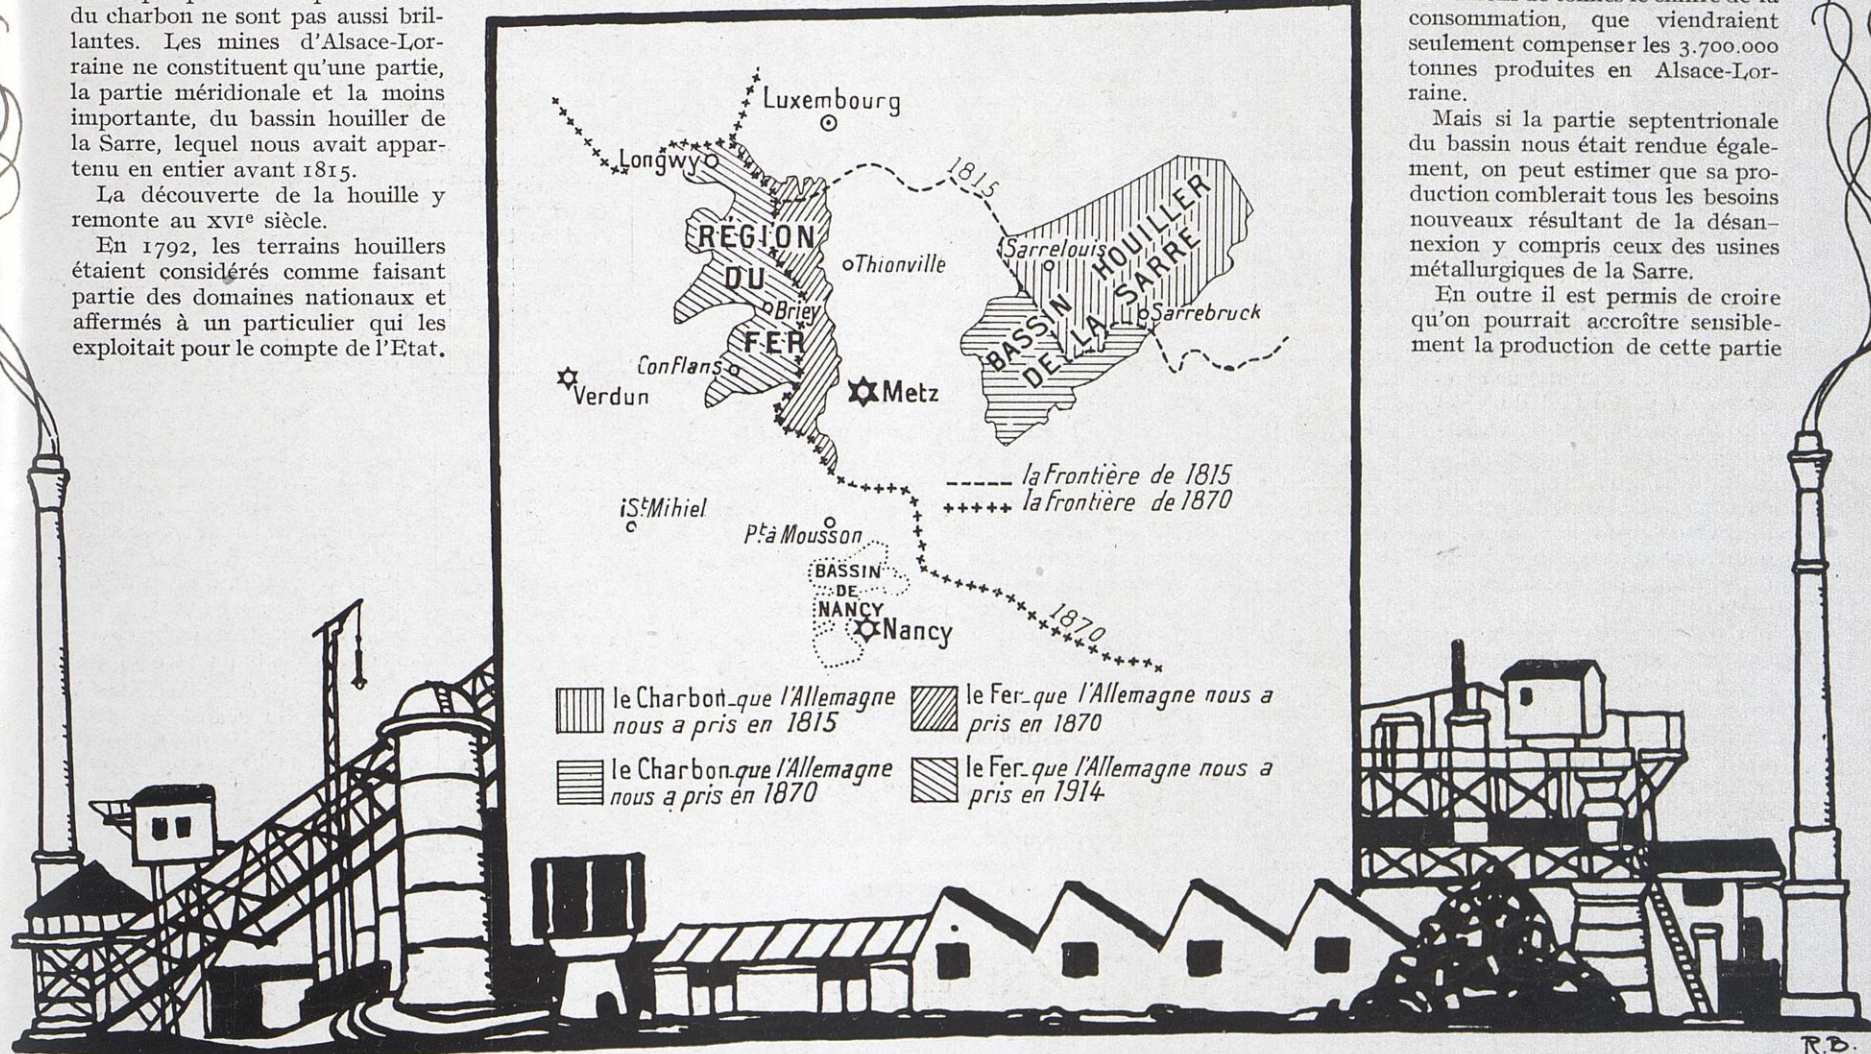 du charbon ne sont pas aussi bril-
lantes. Les mines d'Alsace-Lor-
raine ne constituent qu'une partie,
la partie méridionale et la moins
importante, du bassin houiller de
la Sarre, lequel nous avait appar-
tenu en entier avant 1815.
La découverte de la houille y
remonte au XVIe siècle.
En 1792, les terrains houillers
étaient considérés comme faisant
partie des domaines nationaux et
affermés à un particulier qui les
exploitait pour le compte de l'Etat.
Luxembourg
Longwy
1815
RÉGION
DU
FER
Thionville
Briey
Conflans
Verdun
Metz
Sarrelouis
BASSIN HOUILLER
DE LA SARRE
Sarrebruck
la Frontière de 1815
la Frontière de 1870
St Mihiel
Pt à Mousson
BASSIN
DE
NANCY
Nancy
1870
le Charbon que l'Allemagne
nous a pris en 1815
le Fer que l'Allemagne nous a
pris en 1870
le Charbon que l'Allemagne
nous a pris en 1870
le Fer que l'Allemagne nous a
pris en 1914
consommation, que viendraient
seulement compenser les 3.700.000
tonnes produites en Alsace-Lor-
raine.
Mais si la partie septentrionale
du bassin nous était rendue égale-
ment, on peut estimer que sa pro-
duction comblerait tous les besoins
nouveaux résultant de la désan-
nexion y compris ceux des usines
métallurgiques de la Sarre.
En outre il est permis de croire
qu'on pourrait accroître sensible-
ment la production de cette partie
R.B.